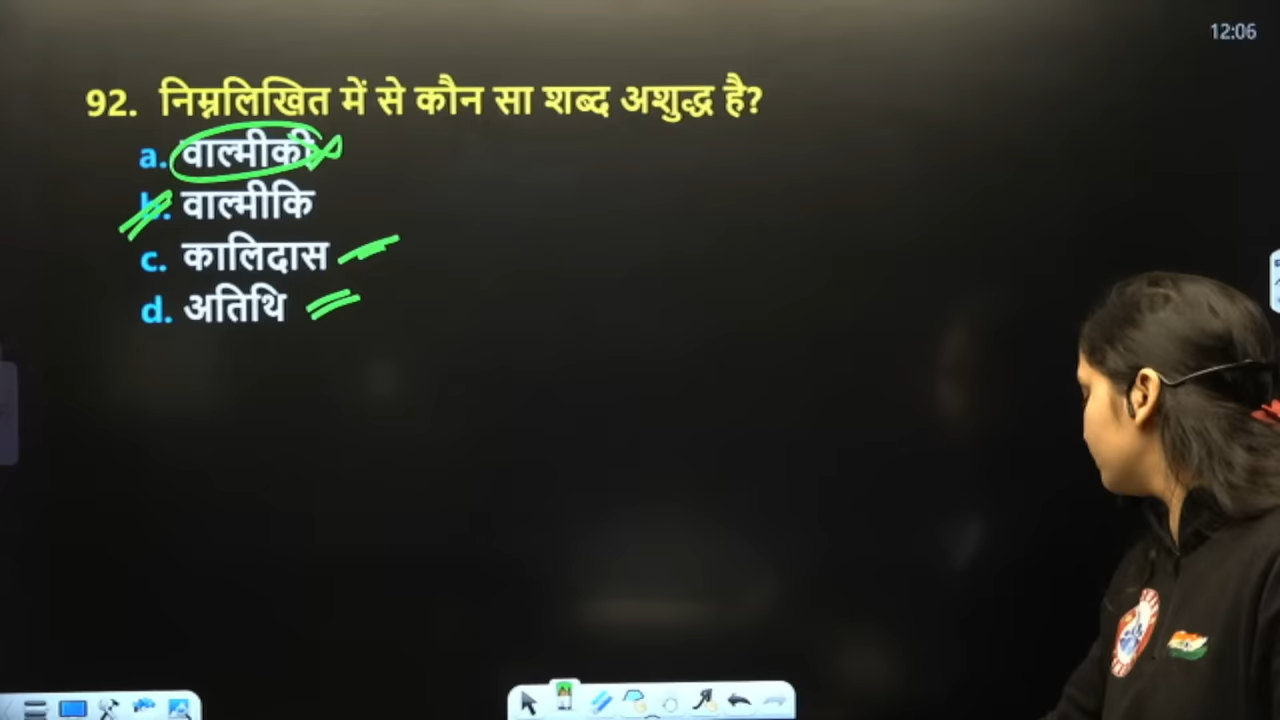 12:06
92. निम्नलिखित में से कौन सा शब्द अशुद्ध है?
a. वाल्मीकी
b. वाल्मीकि
c. कालिदास
d. अतिथि